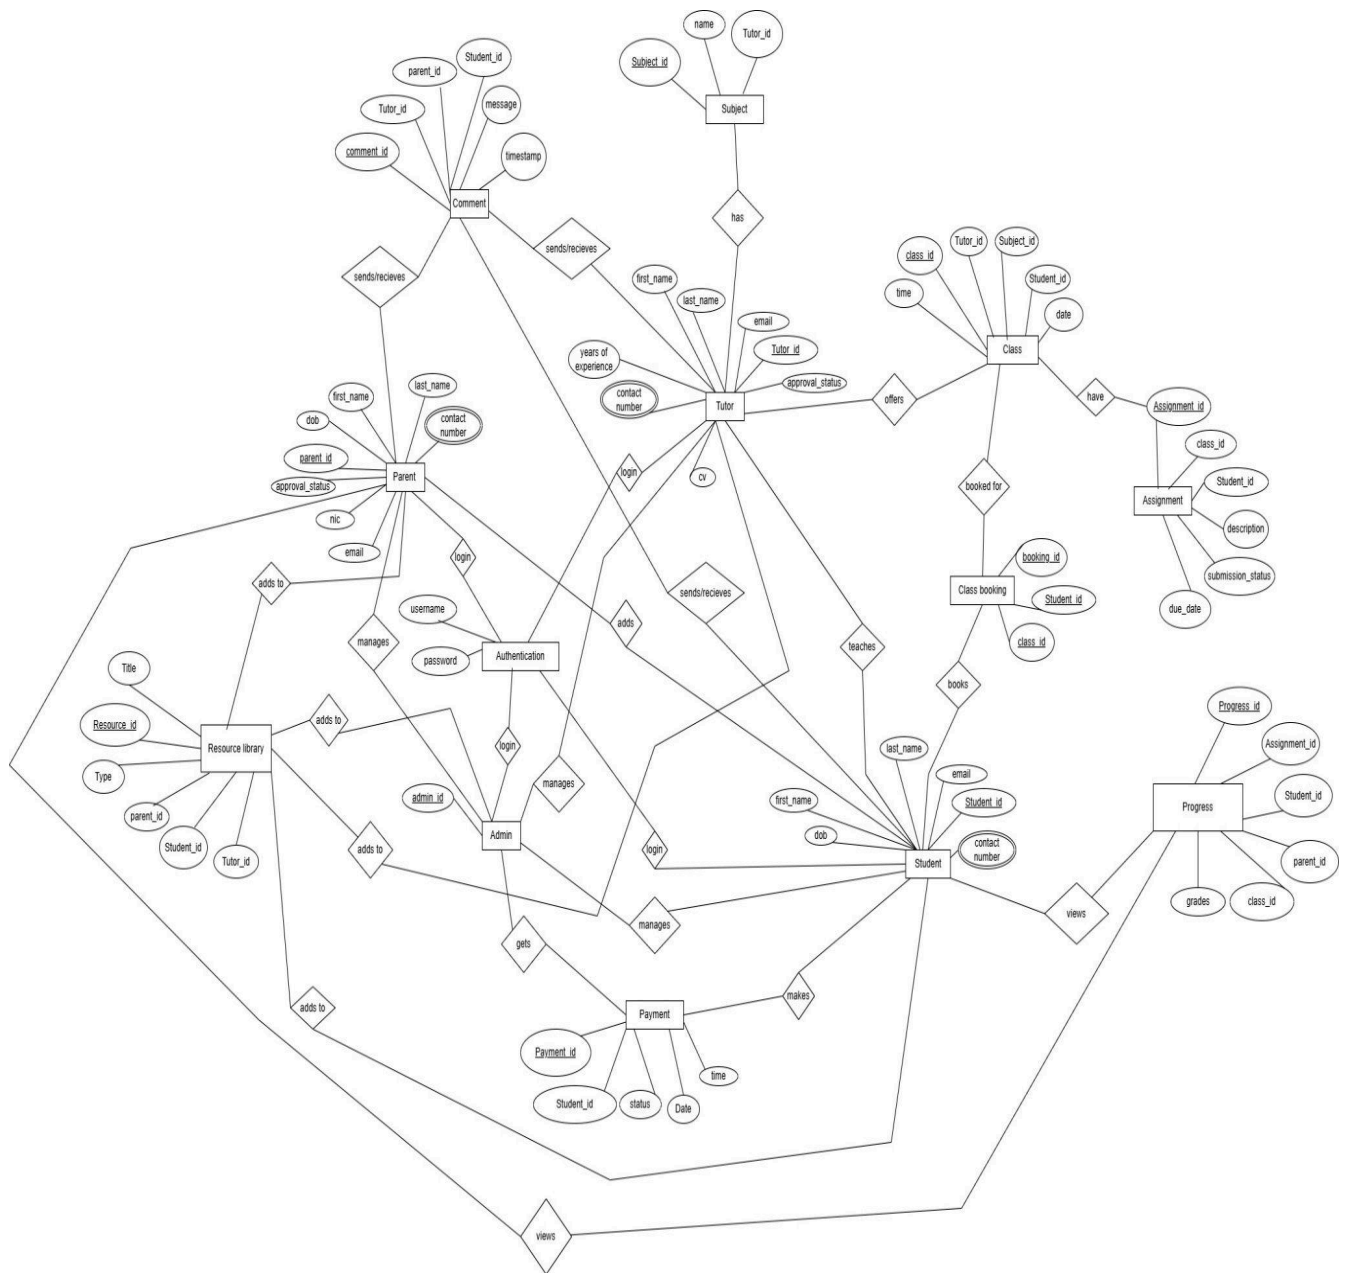 name
Tutor_id
Subject_id
Subject
has
Student_id
parent_id
message
Tutor_id
timestamp
comment_id
Comment
sends/recieves
sends/recieves
first_name
last_name
email
years of
experience
Tutor_id
approval_status
contact
number
Tutor
cv
login
offers
class_id
Tutor_id
Subject_id
Student_id
time
date
Class
have
Assignment_id
class_id
Student_id
Assignment
description
submission_status
due_date
booked for
booking_id
Class booking
Student_id
class_id
books
last_name
first_name
dob
contact
number
parent_id
Parent
approval_status
nic
email
login
adds to
manages
username
password
Authentication
sends/recieves
adds
teaches
login
manages
Title
Resource_id
Resource library
Type
parent_id
Student_id
Tutor_id
adds to
adds to
adds to
admin_id
Admin
login
manages
gets
last_name
email
first_name
Student_id
dob
contact
number
Student
views
Progress_id
Assignment_id
Student_id
Progress
parent_id
grades
class_id
makes
Payment
Payment_id
Student_id
status
Date
time
views